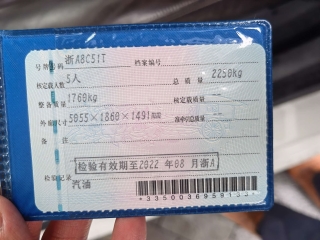 号牌号码 浙A8C51T 档案编号
核定载人数 5人 总质量 2250kg
整备质量 1760kg 核定载质量 --
外廓尺寸 5055×1860×1491mm 准牵引总质量 --
备注
检验有效期至2022年08月浙A
检验记录
汽油